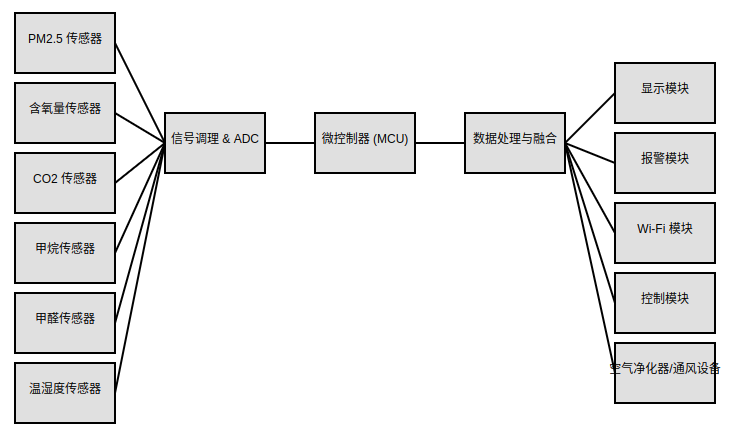 PM2.5 传感器
含氧量传感器
CO2 传感器
甲烷传感器
甲醛传感器
温湿度传感器
信号调理 & ADC
微控制器 (MCU)
数据处理与融合
显示模块
报警模块
Wi-Fi 模块
控制模块
空气净化器/通风设备